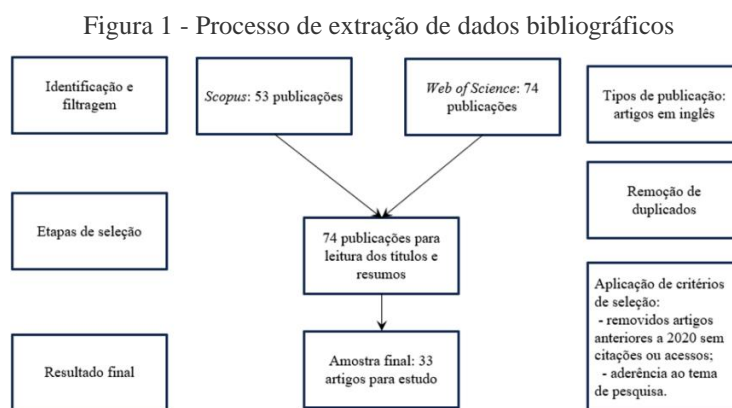 Figura 1 - Processo de extração de dados bibliográficos
Identificação e
filtragem
Scopus: 53 publicações
Web of Science: 74
publicações
Tipos de publicação:
artigos em inglês
Etapas de seleção
74 publicações para
leitura dos títulos e
resumos
Remoção de
duplicados
Resultado final
Amostra final: 33
artigos para estudo
Aplicação de critérios
de seleção:
- removidos artigos
anteriores a 2020 sem
citações ou acessos;
- aderência ao tema
de pesquisa.